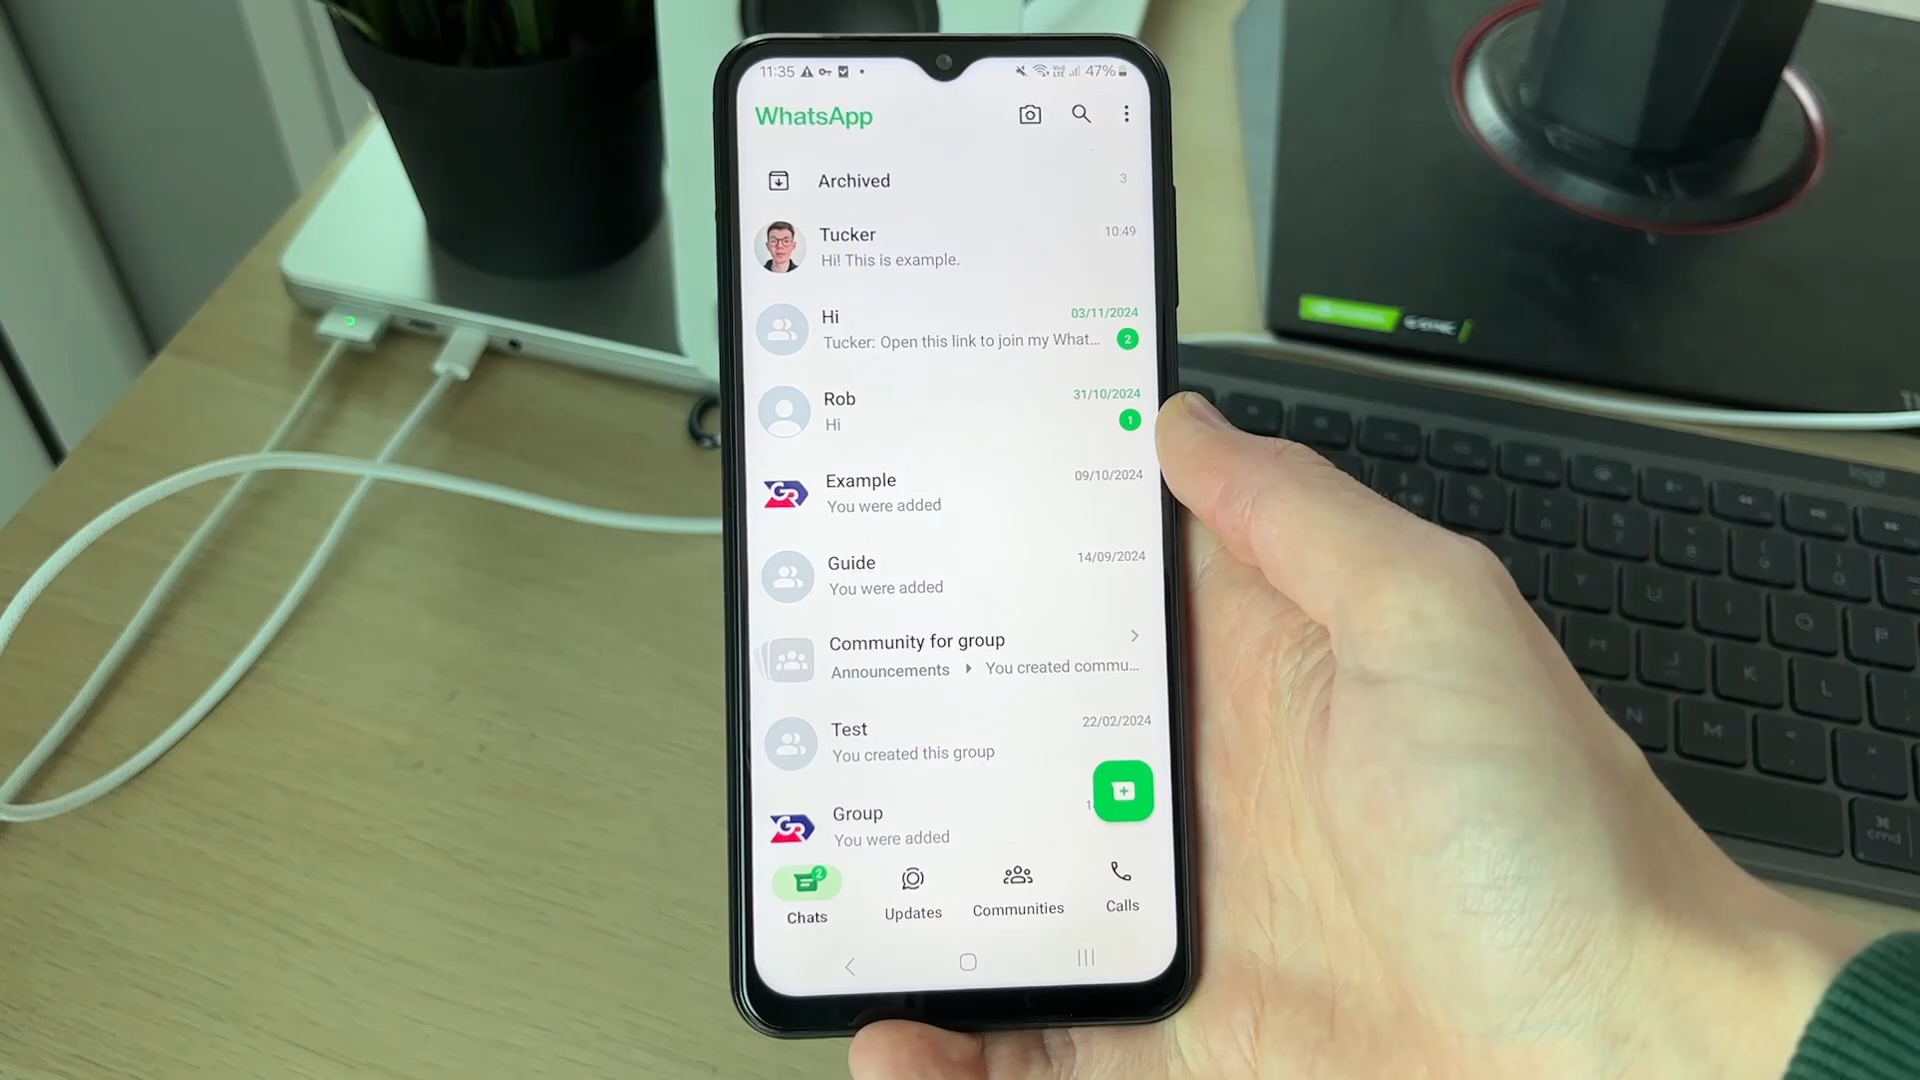 11:35
47%
WhatsApp
Archived
3
Tucker
10:49
Hi! This is example.
Hi
03/11/2024
Tucker: Open this link to join my What...
2
Rob
31/10/2024
Hi
1
Example
09/10/2024
You were added
Guide
14/09/2024
You were added
Community for group
Announcements
You created commu...
Test
22/02/2024
You created this group
GR
Group
You were added
2
Chats
Updates
Communities
Calls
logi
Y
U
I
O
P
H
J
K
L
N
M
cmd